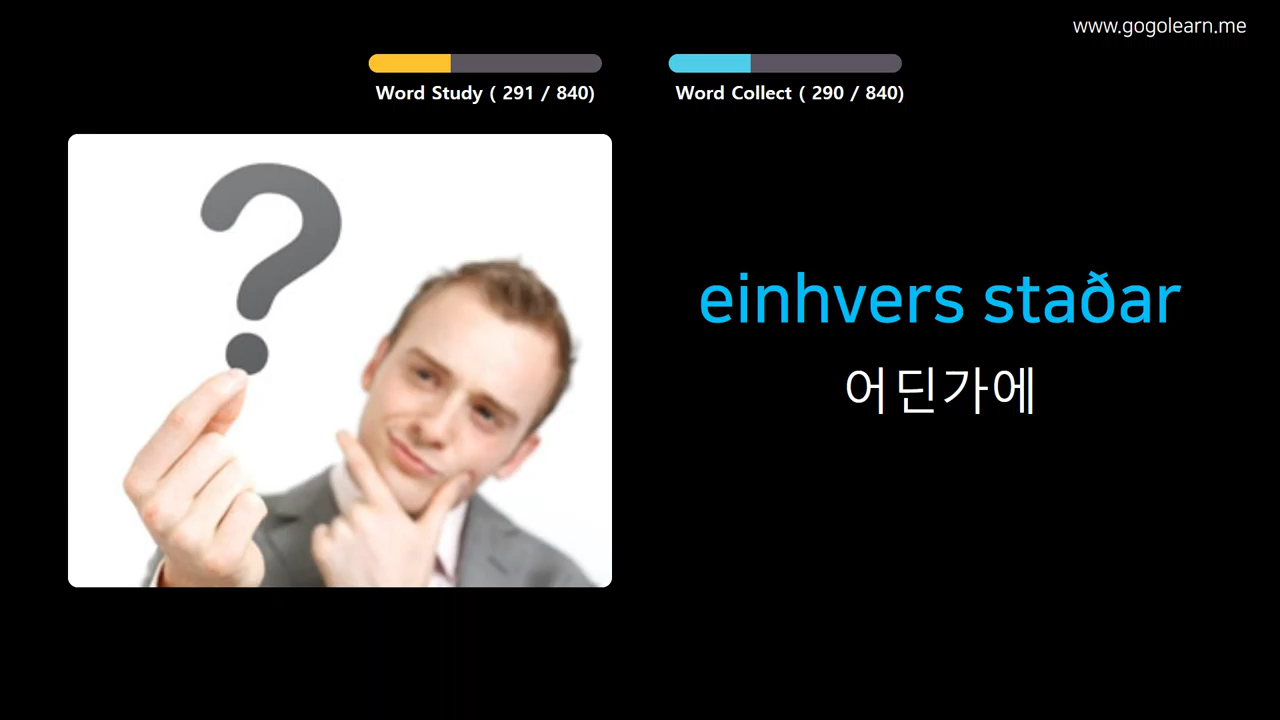 www.gogolearn.me
Word Study ( 291 / 840)
Word Collect ( 290 / 840)
?
einhvers staðar
어딘가에